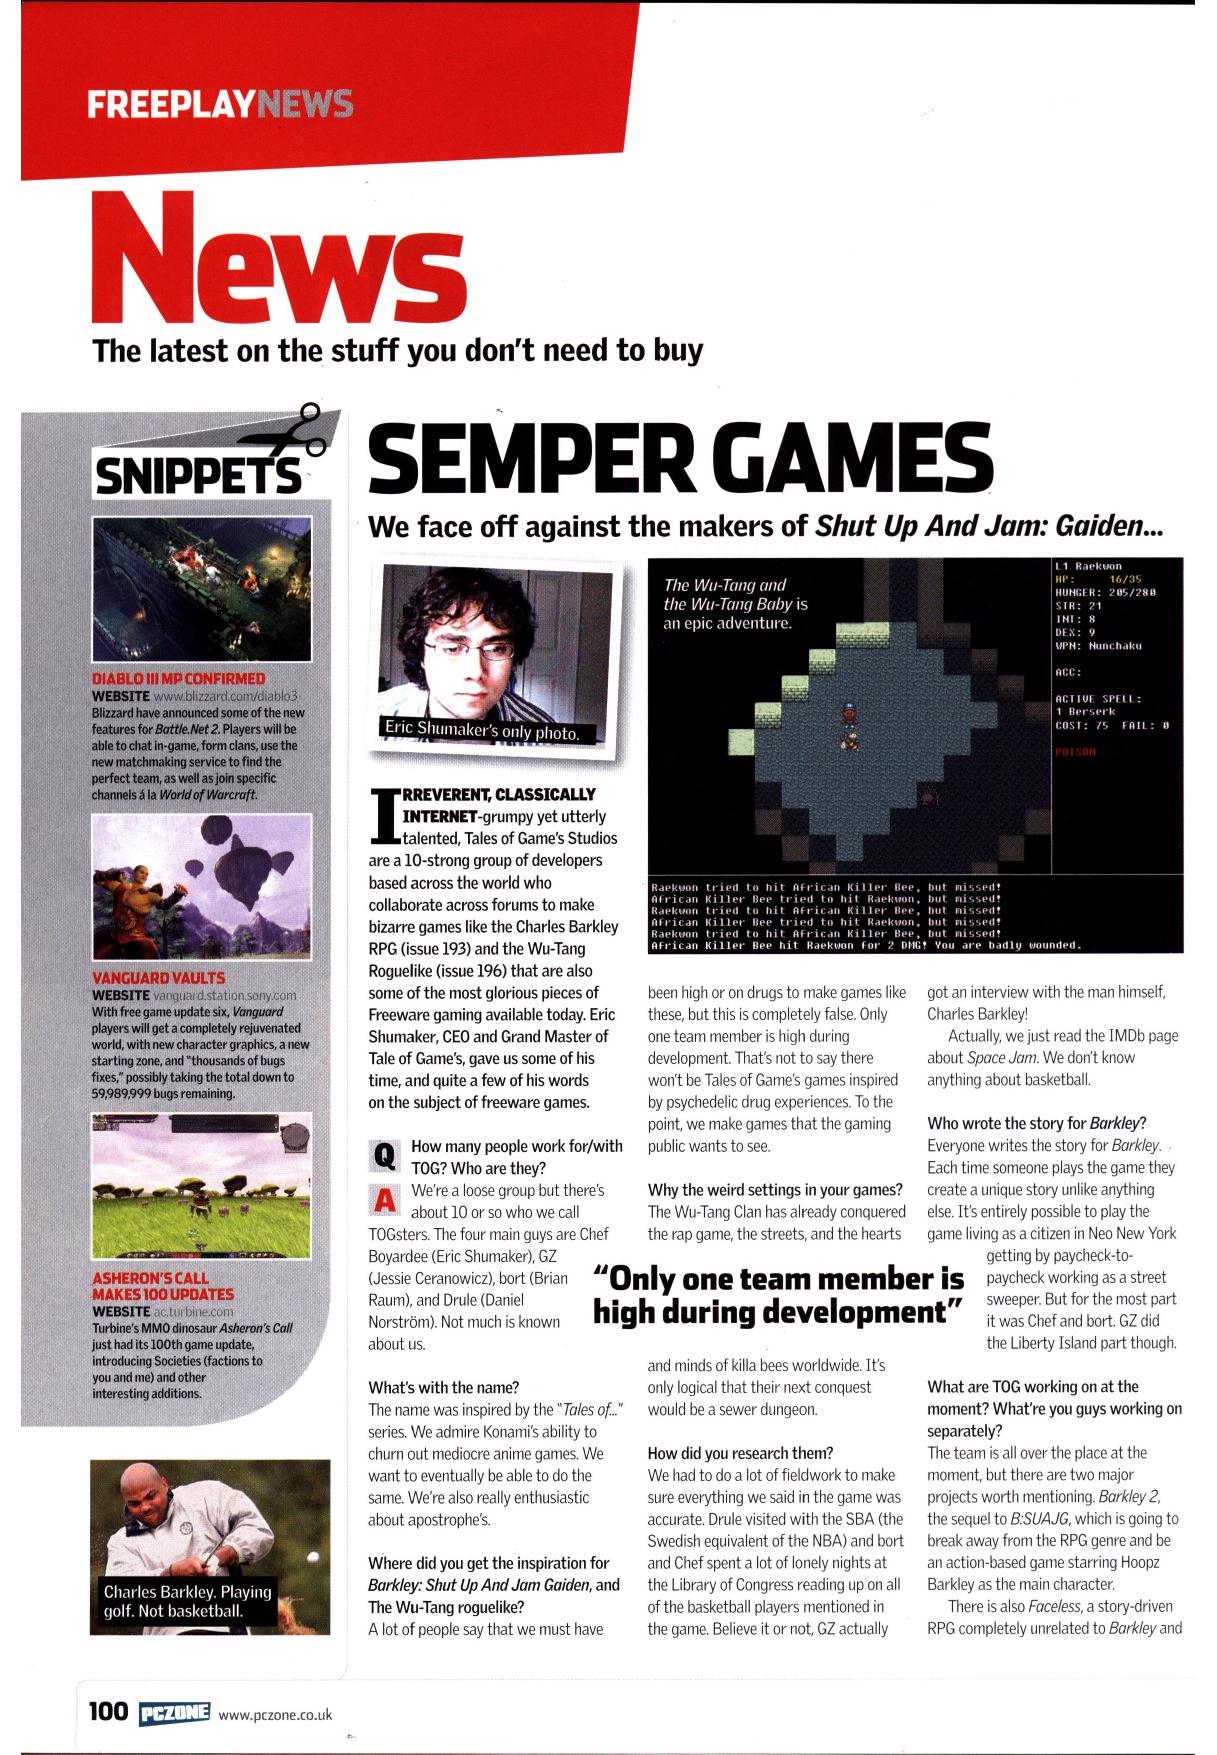 FREEPLAYNEWS
News
The latest on the stuff you don't need to buy
SNIPPETS
DIABLO III MP CONFIRMED
WEBSITE www.blizzard.com/diablo3
Blizzard have announced some of the new
features for Battle.Net 2. Players will be
able to chat in-game, form clans, use the
new matchmaking service to find the
perfect team, as well as join specific
channels á la World of Warcraft.
VANGUARD VAULTS
WEBSITE vanguard.station.sony.com
With free game update six, Vanguard
players will get a completely rejuvenated
world, with new character graphics, a new
starting zone, and "thousands of bugs
fixes," possibly taking the total down to
59,989,999 bugs remaining.
ASHERON'S CALL
MAKES 100 UPDATES
WEBSITE ac.turbine.com
Turbine's MMO dinosaur Asheron's Call
just had its 100th game update,
introducing Societies (factions to
you and me) and other
interesting additions.
Charles Barkley. Playing
golf. Not basketball.
SEMPER GAMES
We face off against the makers of Shut Up And Jam: Gaiden...
Eric Shumaker's only photo.
The Wu-Tang and
the Wu-Tang Baby is
an epic adventure.
L1 Raekwon
HP: 16/35
HUNGER: 205/280
STR: 21
INT: 8
DEX: 9
WPN: Nunchaku
ACC:
ACTIVE SPELL:
1 Berserk
COST: 75 FAIL: 0
POISON
Raekwon tried to hit African Killer Bee, but missed!
African Killer Bee tried to hit Raekwon, but missed!
Raekwon tried to hit African Killer Bee, but missed!
African Killer Bee tried to hit Raekwon, but missed!
Raekwon tried to hit African Killer Bee, but missed!
African Killer Bee hit Raekwon for 2 DMG! You are badly wounded.
IRREVERENT, CLASSICALLY
INTERNET-grumpy yet utterly
talented, Tales of Game's Studios
are a 10-strong group of developers
based across the world who
collaborate across forums to make
bizarre games like the Charles Barkley
RPG (issue 193) and the Wu-Tang
Roguelike (issue 196) that are also
some of the most glorious pieces of
Freeware gaming available today. Eric
Shumaker, CEO and Grand Master of
Tale of Game's, gave us some of his
time, and quite a few of his words
on the subject of freeware games.
Q How many people work for/with
TOG? Who are they?
A We're a loose group but there's
about 10 or so who we call
TOGsters. The four main guys are Chef
Boyardee (Eric Shumaker), GZ
(Jessie Ceranowicz), bort (Brian
Raum), and Drule (Daniel
Norström). Not much is known
about us.
What's with the name?
The name was inspired by the "Tales of..."
series. We admire Konami's ability to
churn out mediocre anime games. We
want to eventually be able to do the
same. We're also really enthusiastic
about apostrophe's.
Where did you get the inspiration for
Barkley: Shut Up And Jam Gaiden, and
The Wu-Tang roguelike?
A lot of people say that we must have
been high or on drugs to make games like
these, but this is completely false. Only
one team member is high during
development. That's not to say there
won't be Tales of Game's games inspired
by psychedelic drug experiences. To the
point, we make games that the gaming
public wants to see.
Why the weird settings in your games?
The Wu-Tang Clan has already conquered
the rap game, the streets, and the hearts
"Only one team member is
high during development"
and minds of killa bees worldwide. It's
only logical that their next conquest
would be a sewer dungeon.
How did you research them?
We had to do a lot of fieldwork to make
sure everything we said in the game was
accurate. Drule visited with the SBA (the
Swedish equivalent of the NBA) and bort
and Chef spent a lot of lonely nights at
the Library of Congress reading up on all
of the basketball players mentioned in
the game. Believe it or not, GZ actually
got an interview with the man himself,
Charles Barkley!
Actually, we just read the IMDb page
about Space Jam. We don't know
anything about basketball.
Who wrote the story for Barkley?
Everyone writes the story for Barkley.
Each time someone plays the game they
create a unique story unlike anything
else. It's entirely possible to play the
game living as a citizen in Neo New York
getting by paycheck-to-
paycheck working as a street
sweeper. But for the most part
it was Chef and bort. GZ did
the Liberty Island part though.
What are TOG working on at the
moment? What're you guys working on
separately?
The team is all over the place at the
moment, but there are two major
projects worth mentioning. Barkley 2,
the sequel to B:SUAJG, which is going to
break away from the RPG genre and be
an action-based game starring Hoopz
Barkley as the main character.
There is also Faceless, a story-driven
RPG completely unrelated to Barkley and
100 PCZONE www.pczone.co.uk